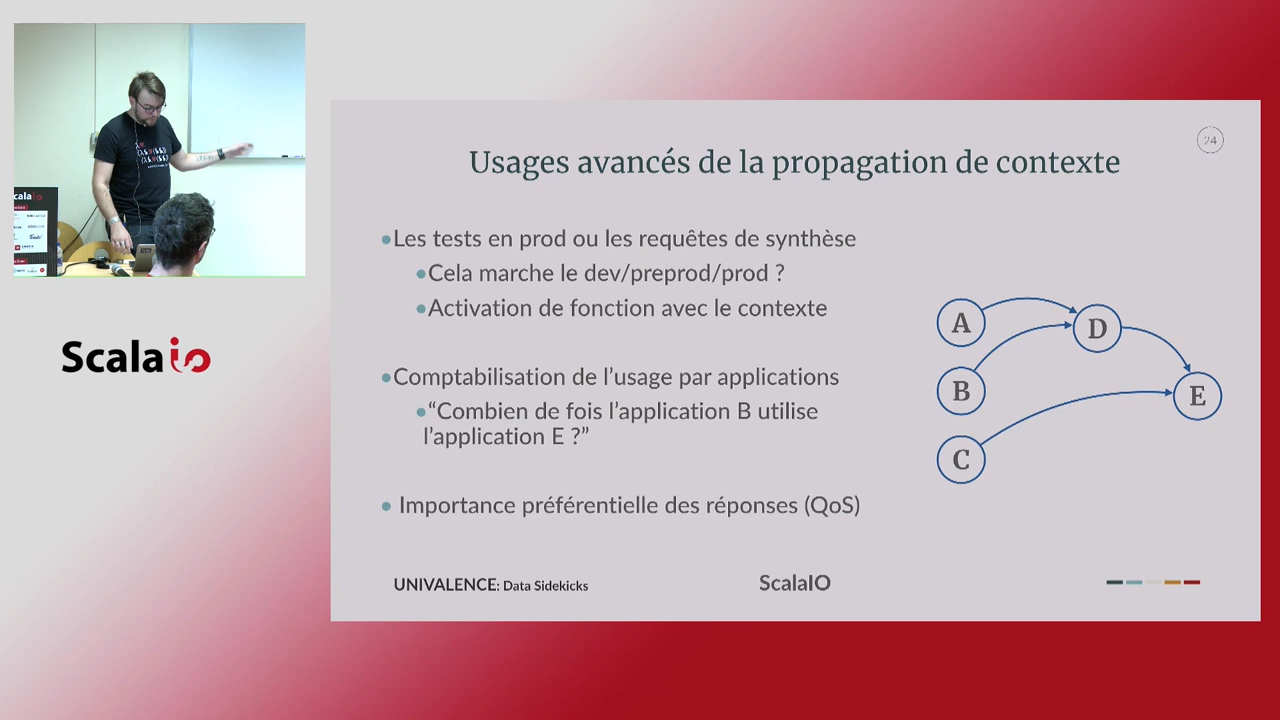 24
Usages avancés de la propagation de contexte
•Les tests en prod ou les requêtes de synthèse
•Cela marche le dev/preprod/prod ?
•Activation de fonction avec le contexte
•Comptabilisation de l'usage par applications
•“Combien de fois l'application B utilise
l'application E ?”
• Importance préférentielle des réponses (QoS)
A
D
B
E
C
UNIVALENCE: Data Sidekicks
ScalaIO
Scalaio